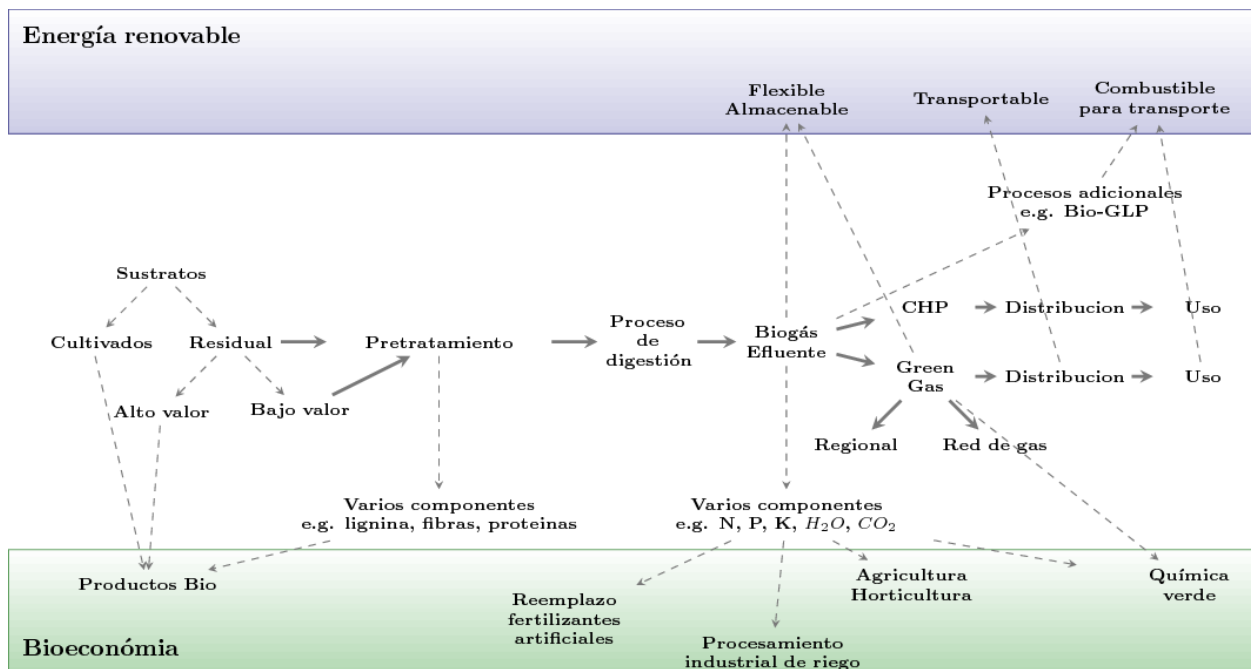 Energía renovable
Flexible
Almacenable
Transportable
Combustible
para transporte
Procesos adicionales
e.g. Bio-GLP
Sustratos
CHP
Distribucion
Uso
Cultivados
Residual
Pretratamiento
Proceso
de
digestión
Biogás
Efluente
Green
Gas
Distribucion
Uso
Alto valor
Bajo valor
Regional
Red de gas
Varios componentes
e.g. lignina, fibras, proteinas
Varios componentes
e.g. N, P, K, H₂O, CO₂
Productos Bio
Reemplazo
fertilizantes
artificiales
Agricultura
Horticultura
Química
verde
Procesamiento
industrial de riego
Bioeconómia